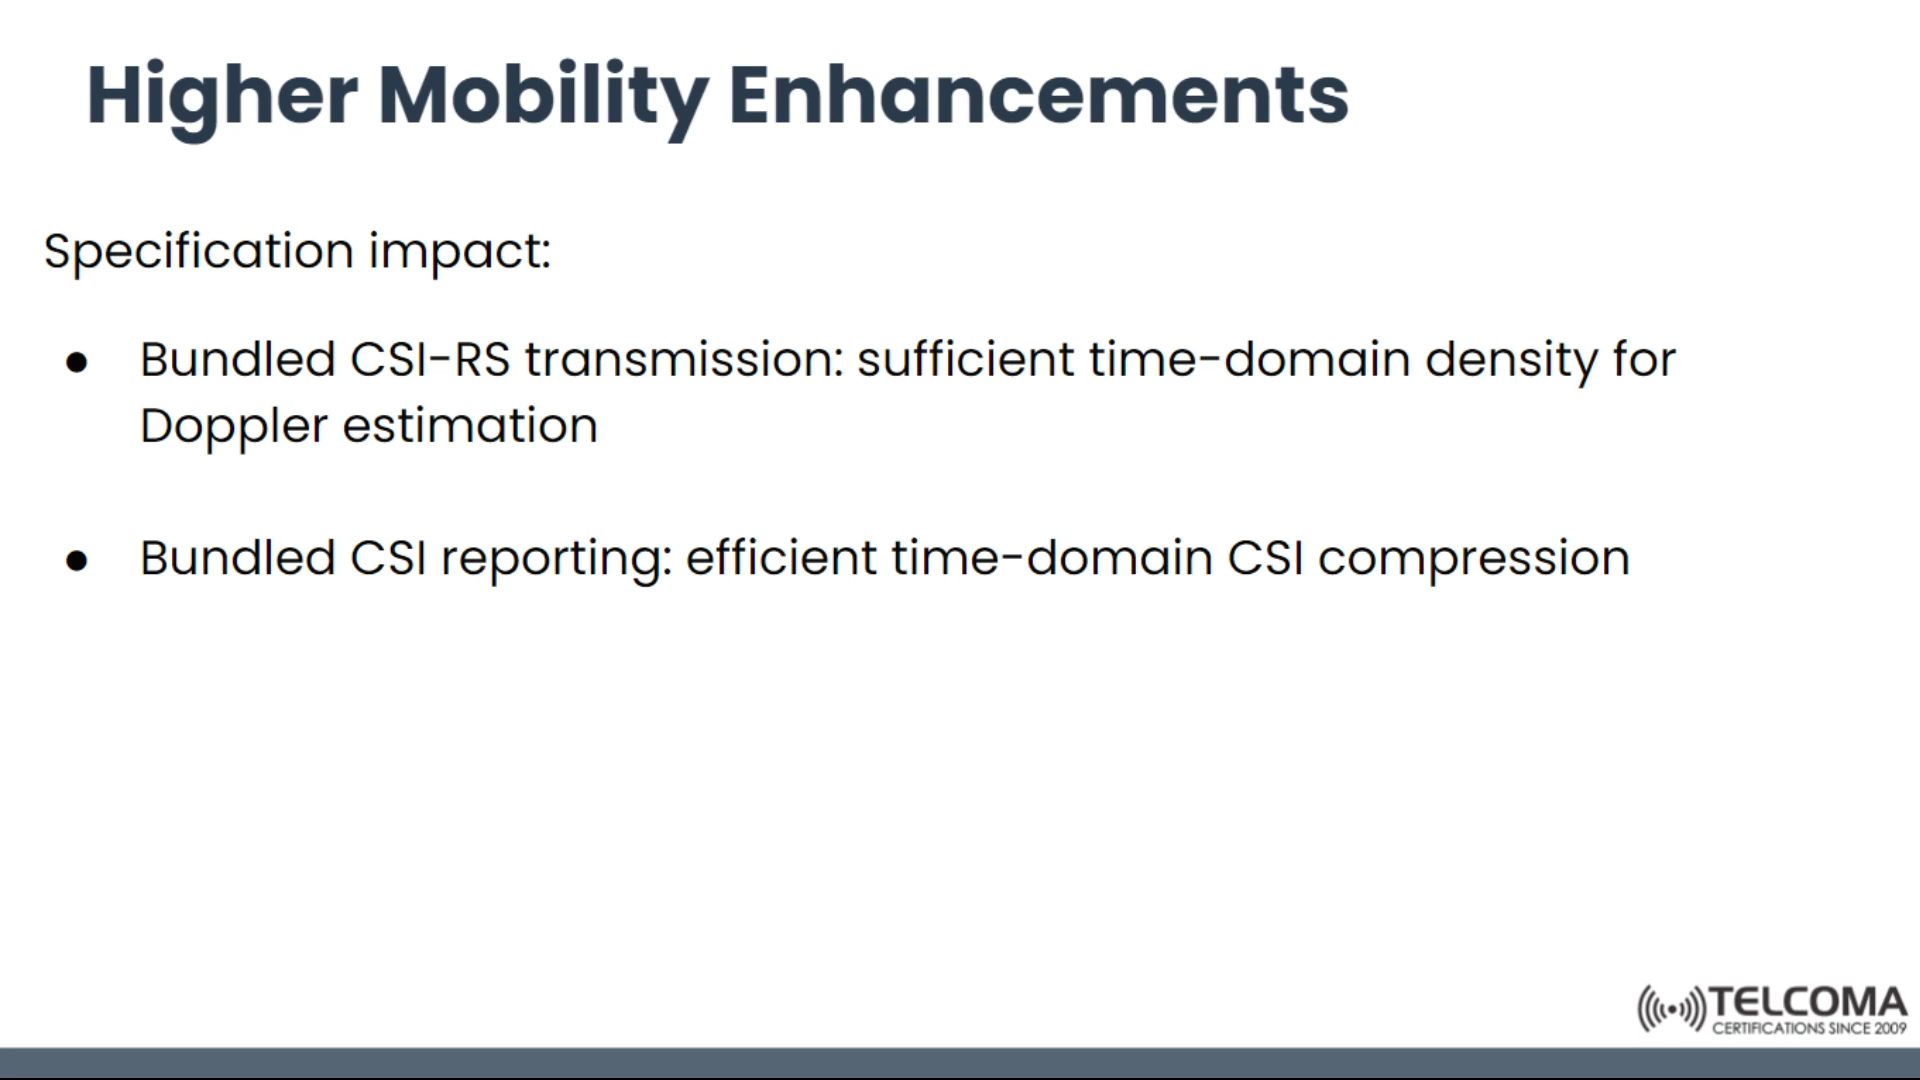 Higher Mobility Enhancements
Specification impact:
● Bundled CSI-RS transmission: sufficient time-domain density for
Doppler estimation
● Bundled CSI reporting: efficient time-domain CSI compression
TELCOMA
CERTIFICATIONS SINCE 2009